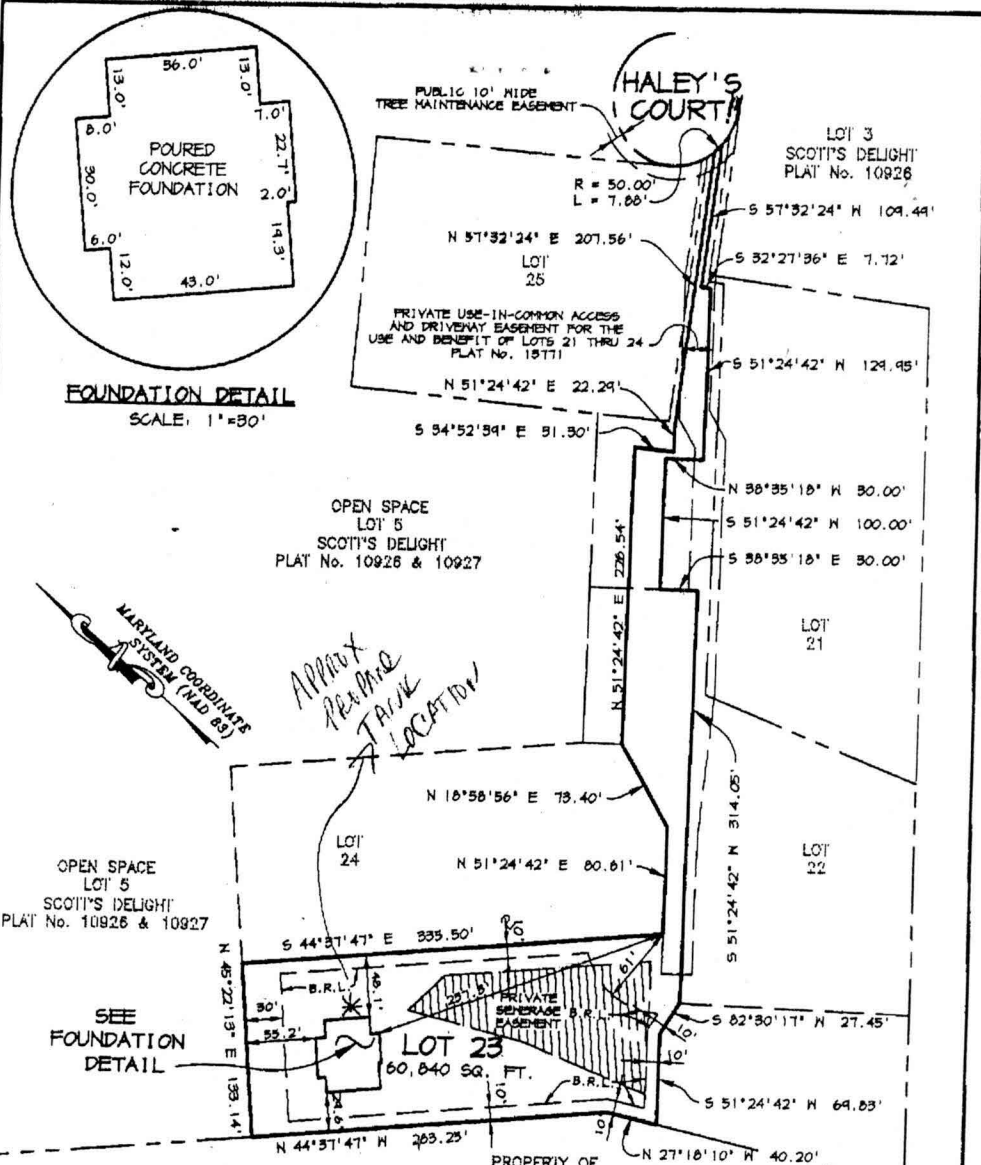 56.0'
13.0'
13.0'
8.0'
7.0'
POURED
CONCRETE
FOUNDATION
22.7'
30.0'
2.0'
6.0'
14.3'
12.0'
43.0'
FOUNDATION DETAIL
SCALE: 1"=30'
HALEY'S
COURT
PUBLIC 10' WIDE
TREE MAINTENANCE EASEMENT
LOT 3
SCOTT'S DELIGHT
PLAT No. 10926
R = 50.00'
L = 7.88'
S 57°32'24" W 109.49'
N 57°32'24" E 207.56'
S 32°27'36" E 7.72'
LOT
25
PRIVATE USE-IN-COMMON ACCESS
AND DRIVEWAY EASEMENT FOR THE
USE AND BENEFIT OF LOTS 21 THRU 24
PLAT No. 15771
S 51°24'42" W 129.95'
N 51°24'42" E 22.29'
S 34°52'39" E 31.30'
N 38°35'18" W 30.00'
OPEN SPACE
LOT 5
SCOTT'S DELIGHT
PLAT No. 10926 & 10927
S 51°24'42" W 100.00'
S 38°35'18" E 30.00'
N 51°24'42" E 226.54'
LOT
21
MARYLAND COORDINATE
SYSTEM (NAD 83)
APPROX
PROPANE
TANK
LOCATION
N 18°58'56" E 73.40'
S 51°24'42" W 314.05'
LOT
24
N 51°24'42" E 80.81'
LOT
22
OPEN SPACE
LOT 5
SCOTT'S DELIGHT
PLAT No. 10926 & 10927
S 44°37'47" E 335.50'
10'
N 45°22'13" E 133.14'
B.R.L.
48.1'
237.3'
61'
30'
PRIVATE
SEWERAGE
EASEMENT
B.R.L.
S 82°30'17" W 27.45'
10'
SEE
FOUNDATION
DETAIL
55.2'
LOT 23
60,840 SQ. FT.
10'
B.R.L.
S 51°24'42" W 69.83'
10'
29.6'
10'
N 44°37'47" W 283.23'
N 27°18'10" W 40.20'
PROPERTY OF